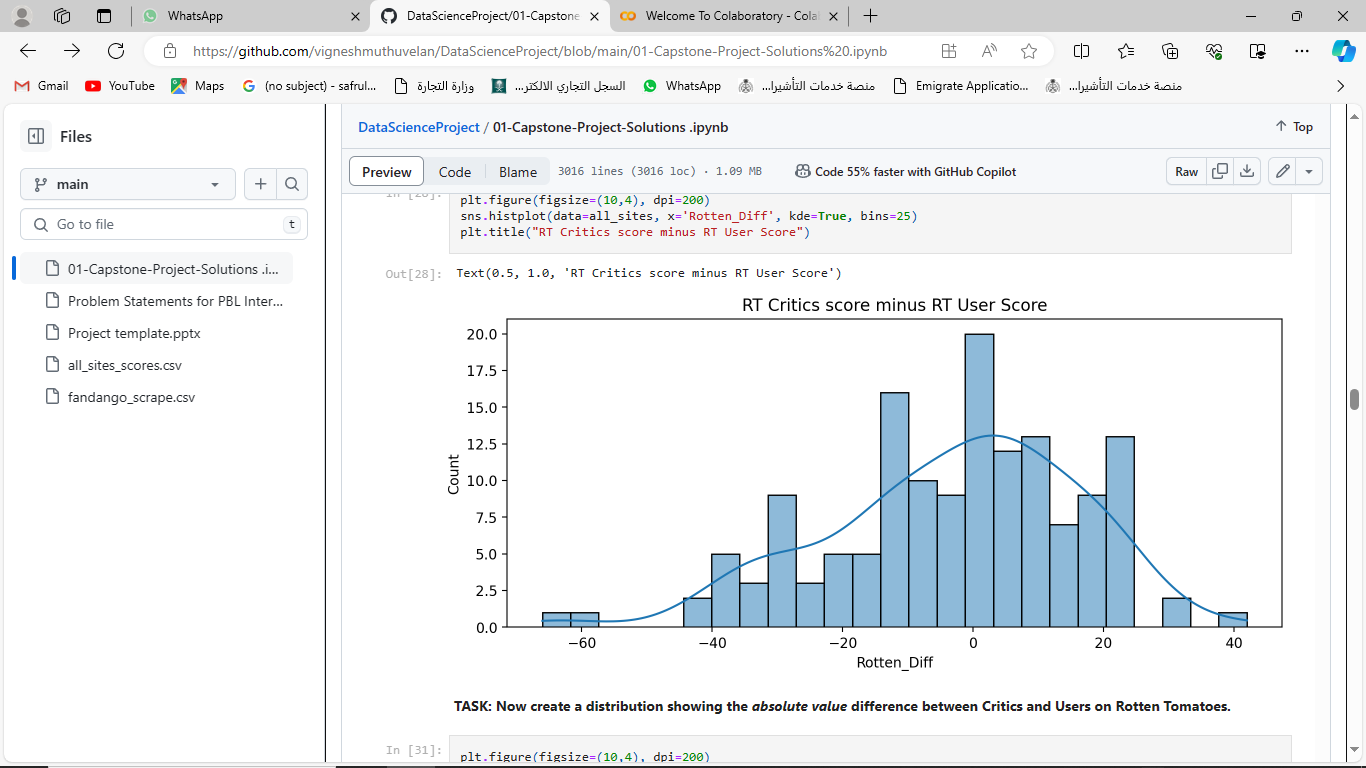 WhatsApp
DataScienceProject/01-Capstone-
Welcome To Colaboratory - Cola
https://github.com/vigneshmuthuvelan/DataScienceProject/blob/main/01-Capstone-Project-Solutions%20.ipynb
Gmail
YouTube
Maps
(no subject) - safrul...
وزارة التجارة
السجل التجاري الالكتر...
WhatsApp
منصة خدمات التأشيرا...
Emigrate Applicatio...
منصة خدمات التأشيرا...
Files
main
Go to file
t
01-Capstone-Project-Solutions .i...
Problem Statements for PBL Inter...
Project template.pptx
all_sites_scores.csv
fandango_scrape.csv
DataScienceProject / 01-Capstone-Project-Solutions .ipynb
Top
Preview
Code
Blame
3016 lines (3016 loc) · 1.09 MB
Code 55% faster with GitHub Copilot
Raw
In [28]:
plt.figure(figsize=(10,4), dpi=200)
sns.histplot(data=all_sites, x='Rotten_Diff', kde=True, bins=25)
plt.title("RT Critics score minus RT User Score")
Out[28]:
Text(0.5, 1.0, 'RT Critics score minus RT User Score')
RT Critics score minus RT User Score
20.0
17.5
15.0
12.5
10.0
7.5
5.0
2.5
0.0
Count
−60
−40
−20
0
20
40
Rotten_Diff
TASK: Now create a distribution showing the absolute value difference between Critics and Users on Rotten Tomatoes.
In [31]:
plt.figure(figsize=(10,4), dpi=200)